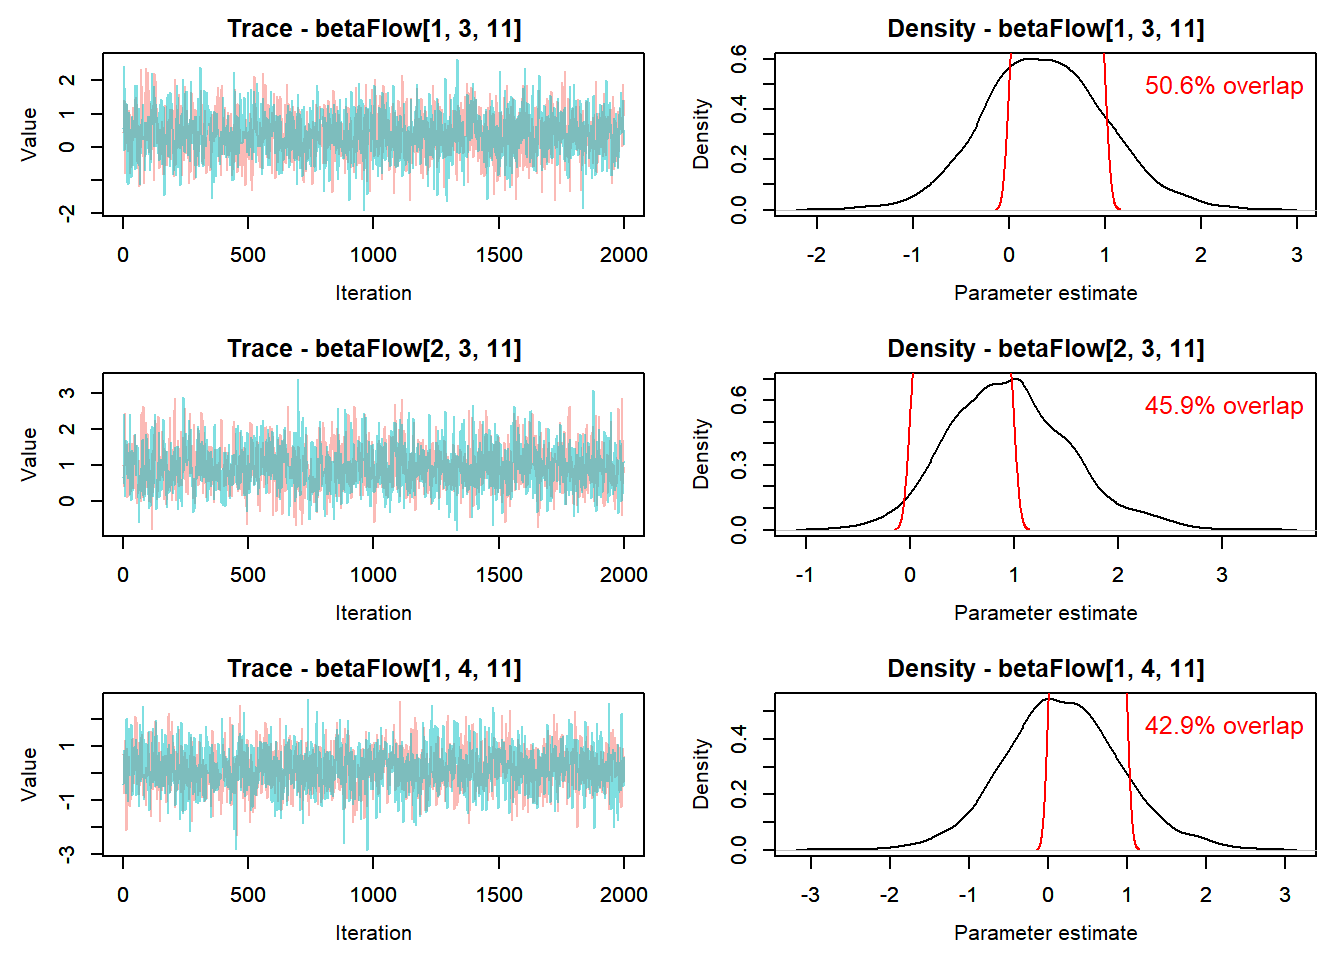 Trace - betaFlow[1, 3, 11]
Value
2
1
0
-2
0 500 1000 1500 2000
Iteration
Density - betaFlow[1, 3, 11]
Density
0.6
0.4
0.2
0.0
50.6% overlap
-2 -1 0 1 2 3
Parameter estimate
Trace - betaFlow[2, 3, 11]
Value
3
2
1
0
0 500 1000 1500 2000
Iteration
Density - betaFlow[2, 3, 11]
Density
0.6
0.3
0.0
45.9% overlap
-1 0 1 2 3
Parameter estimate
Trace - betaFlow[1, 4, 11]
Value
1
-1
-3
0 500 1000 1500 2000
Iteration
Density - betaFlow[1, 4, 11]
Density
0.4
0.2
0.0
42.9% overlap
-3 -2 -1 0 1 2 3
Parameter estimate